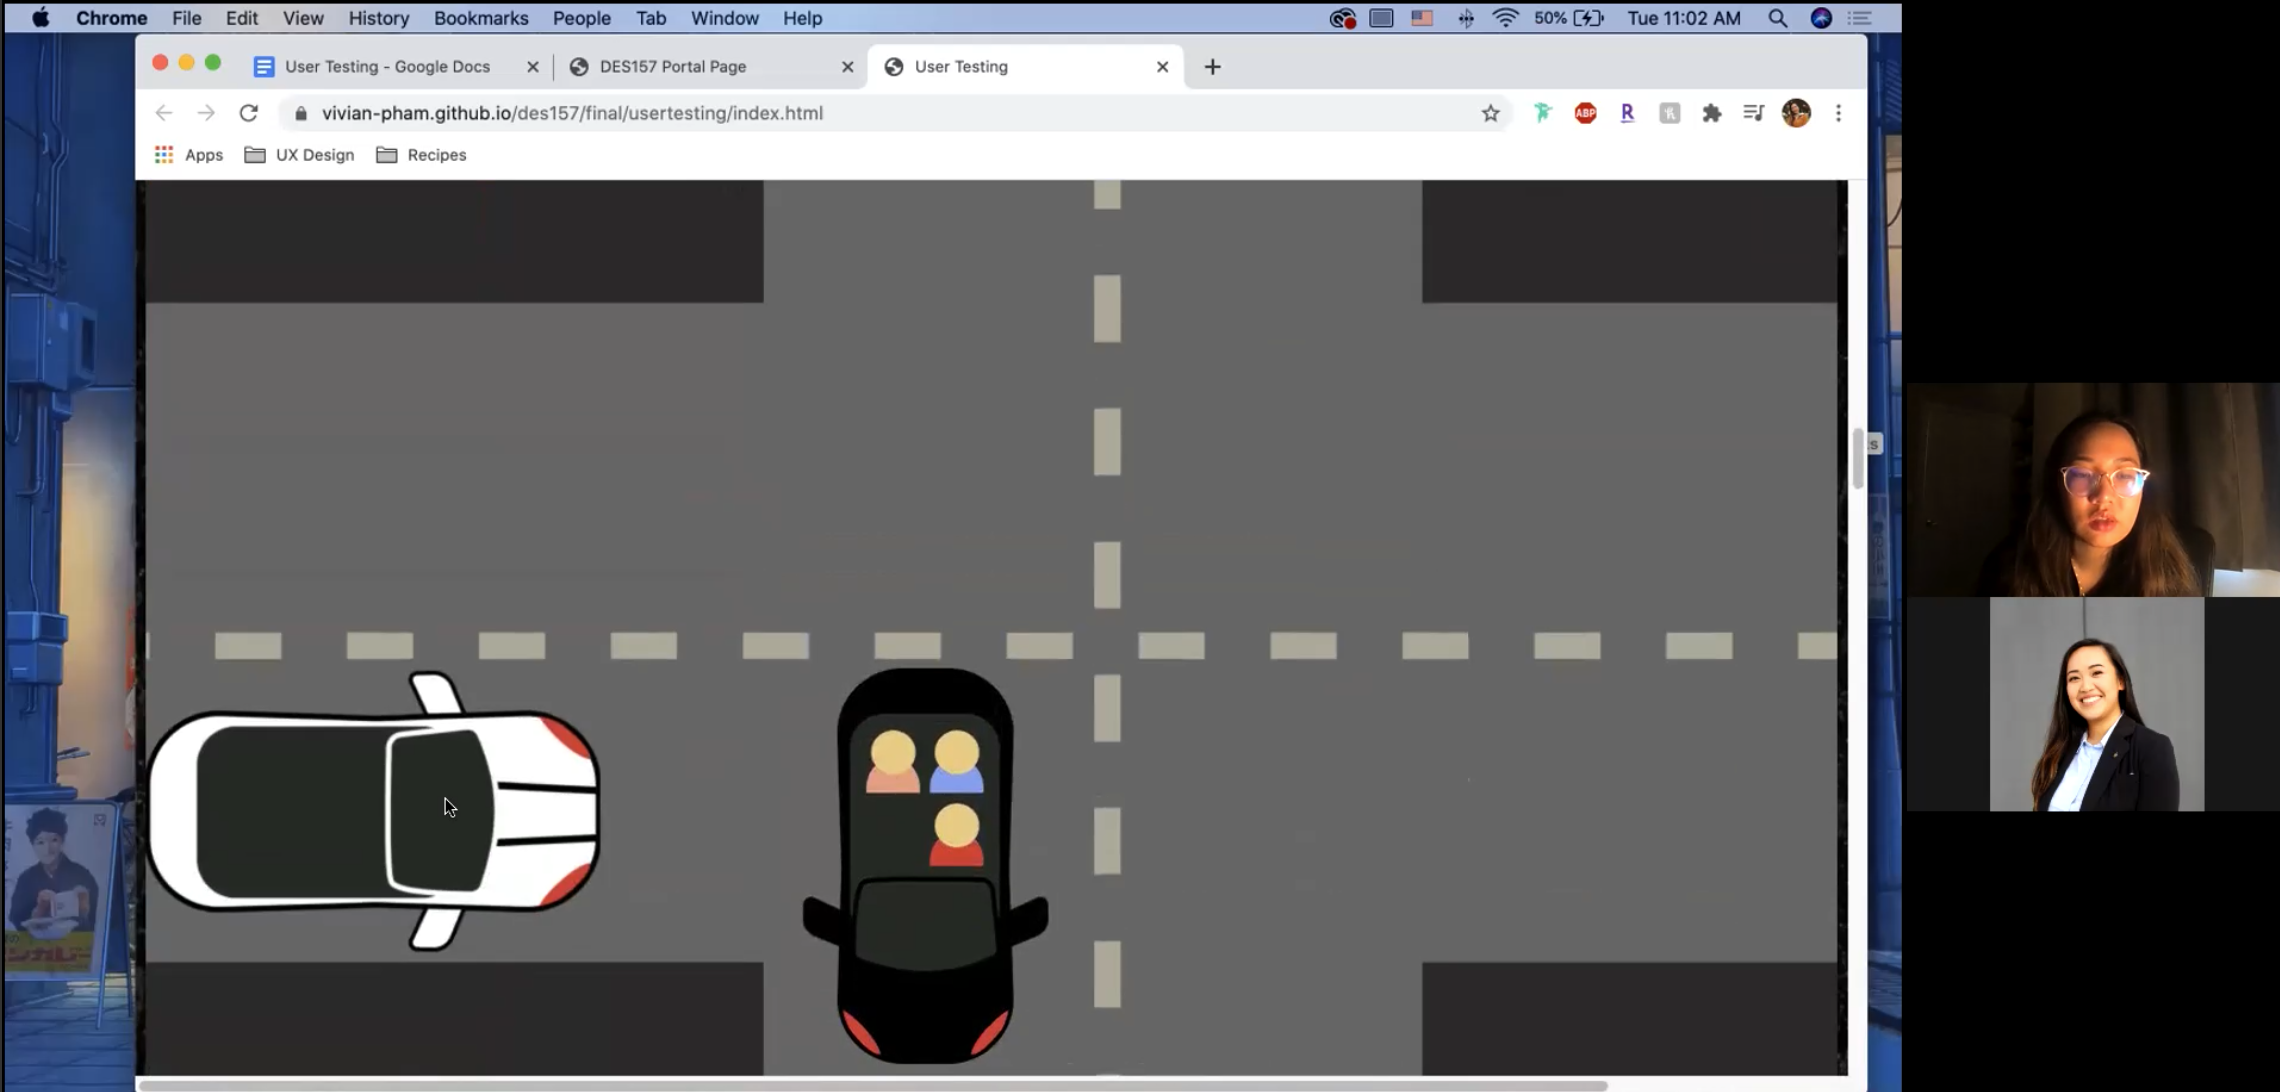 Chrome File Edit View History Bookmarks People Tab Window Help 50% Tue 11:02 AM
User Testing - Google Docs DES157 Portal Page User Testing
vivian-pham.github.io/des157/final/usertesting/index.html ABP R
Apps UX Design Recipes